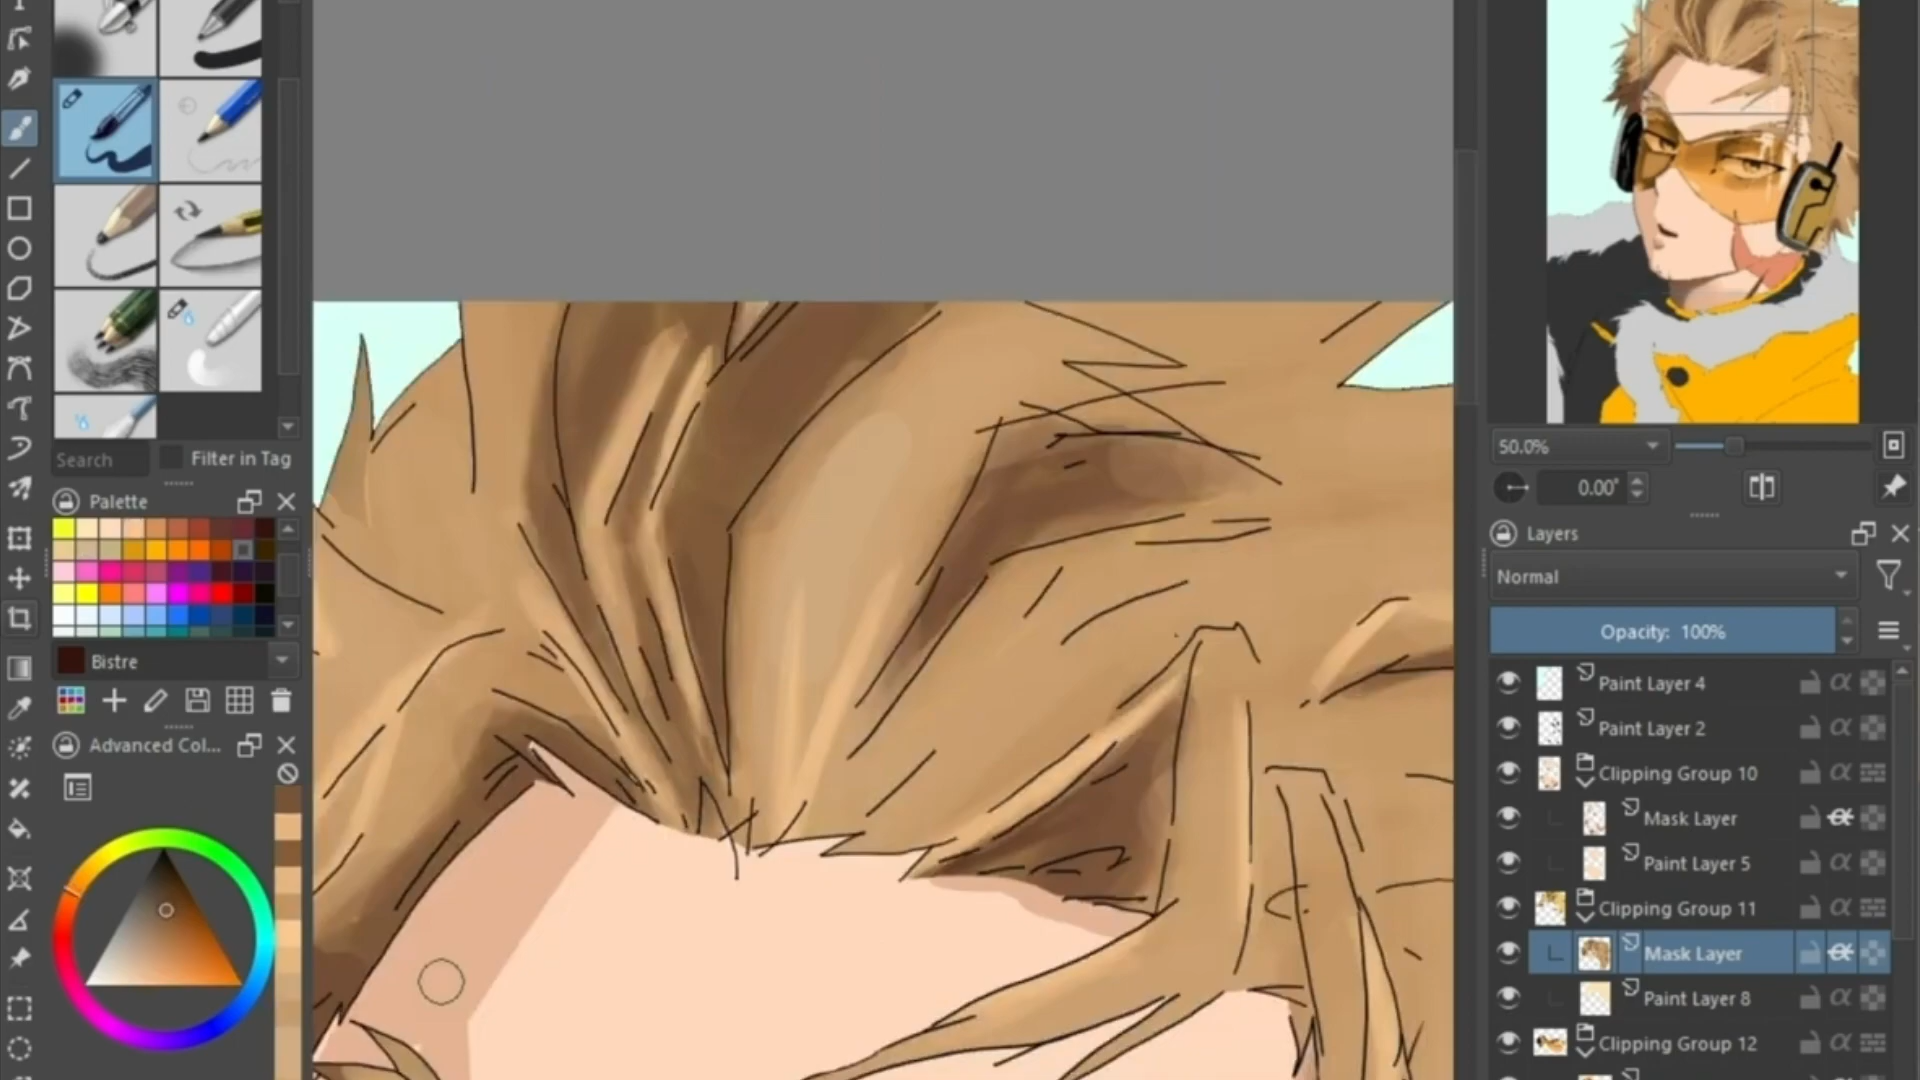 Search
Filter in Tag
Palette
Bistre
Advanced Col...
50.0%
0.00°
Layers
Normal
Opacity: 100%
Paint Layer 4
Paint Layer 2
Clipping Group 10
Mask Layer
Paint Layer 5
Clipping Group 11
Mask Layer
Paint Layer 8
Clipping Group 12